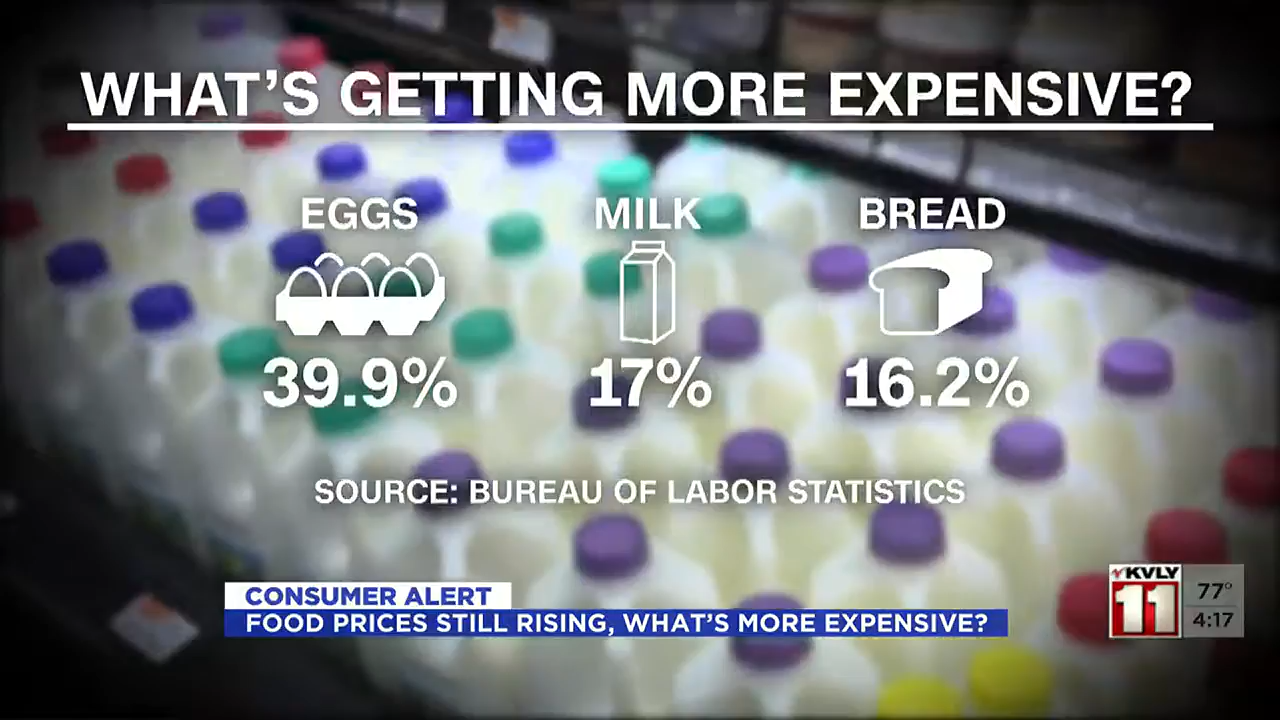 WHAT'S GETTING MORE EXPENSIVE?
EGGS
39.9%
MILK
17%
BREAD
16.2%
SOURCE: BUREAU OF LABOR STATISTICS
CONSUMER ALERT
FOOD PRICES STILL RISING, WHAT'S MORE EXPENSIVE?
KVLY
11
77°
4:17